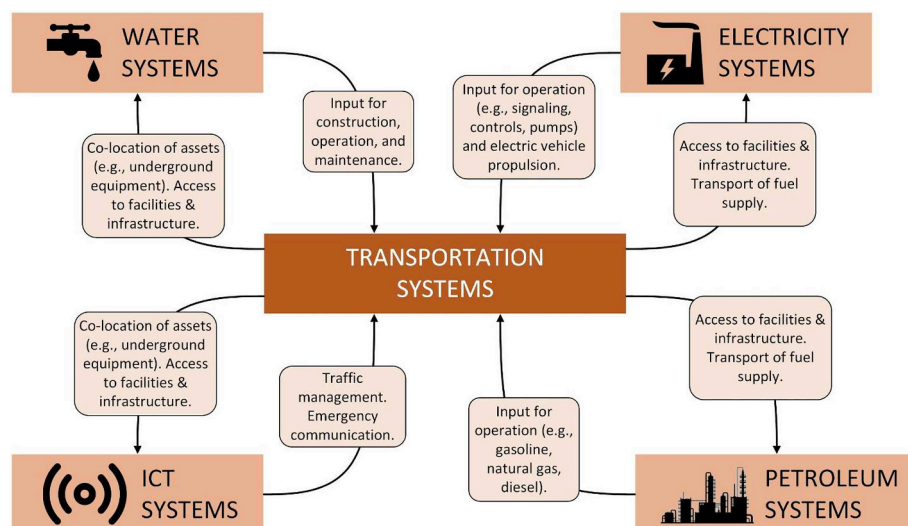 WATER
SYSTEMS
ELECTRICITY
SYSTEMS
Input for
construction,
operation, and
maintenance.
Input for operation
(e.g., signaling,
controls, pumps)
and electric vehicle
propulsion.
Co-location of assets
(e.g., underground
equipment). Access
to facilities &
infrastructure.
Access to facilities &
infrastructure.
Transport of fuel
supply.
TRANSPORTATION
SYSTEMS
Co-location of assets
(e.g., underground
equipment). Access
to facilities &
infrastructure.
Traffic
management.
Emergency
communication.
Input for
operation (e.g.,
gasoline,
natural gas,
diesel).
Access to facilities &
infrastructure.
Transport of fuel
supply.
ICT
SYSTEMS
PETROLEUM
SYSTEMS